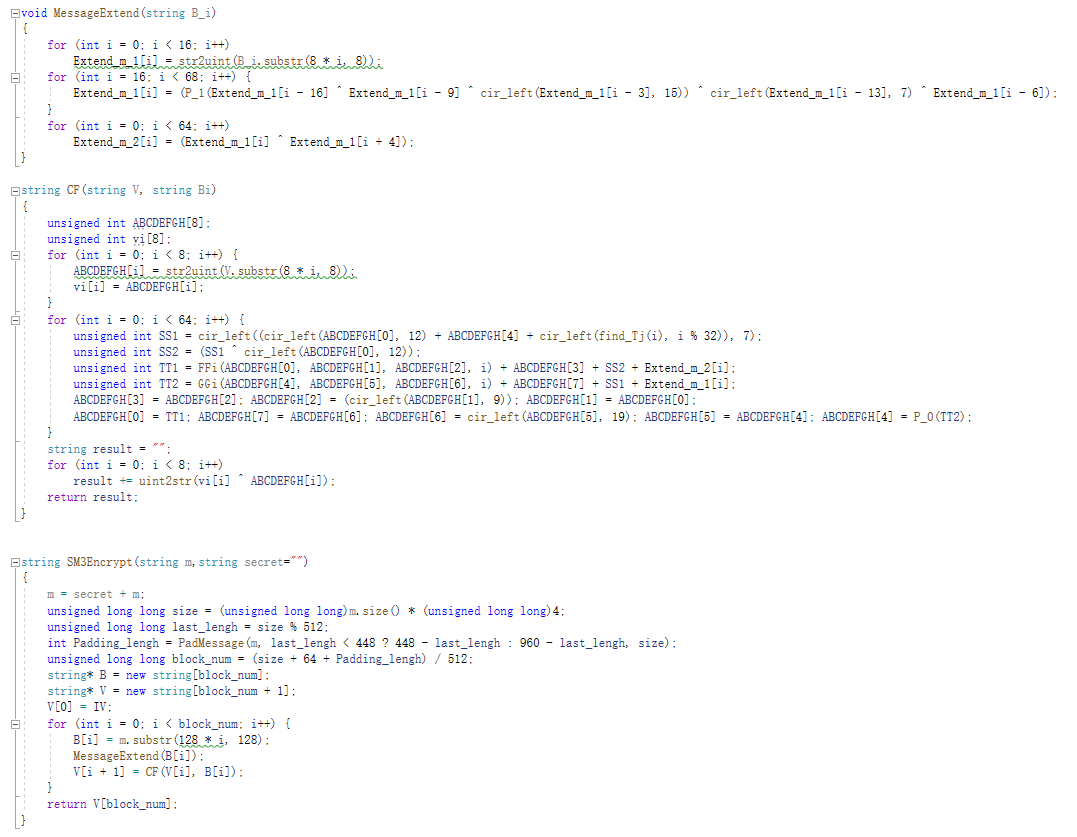 void MessageExtend(string B_i)
{
    for (int i = 0; i < 16; i++)
        Extend_m_1[i] = str2uint(B_i.substr(8 * i, 8));
    for (int i = 16; i < 68; i++) {
        Extend_m_1[i] = (P_1(Extend_m_1[i - 16] ^ Extend_m_1[i - 9] ^ cir_left(Extend_m_1[i - 3], 15)) ^ cir_left(Extend_m_1[i - 13], 7) ^ Extend_m_1[i - 6]);
    }
    for (int i = 0; i < 64; i++)
        Extend_m_2[i] = (Extend_m_1[i] ^ Extend_m_1[i + 4]);
}
string CF(string V, string Bi)
{
    unsigned int ABCDEFGH[8];
    unsigned int vi[8];
    for (int i = 0; i < 8; i++) {
        ABCDEFGH[i] = str2uint(V.substr(8 * i, 8));
        vi[i] = ABCDEFGH[i];
    }
    for (int i = 0; i < 64; i++) {
        unsigned int SS1 = cir_left((cir_left(ABCDEFGH[0], 12) + ABCDEFGH[4] + cir_left(find_Tj(i), i % 32)), 7);
        unsigned int SS2 = (SS1 ^ cir_left(ABCDEFGH[0], 12));
        unsigned int TT1 = FFi(ABCDEFGH[0], ABCDEFGH[1], ABCDEFGH[2], i) + ABCDEFGH[3] + SS2 + Extend_m_2[i];
        unsigned int TT2 = GGi(ABCDEFGH[4], ABCDEFGH[5], ABCDEFGH[6], i) + ABCDEFGH[7] + SS1 + Extend_m_1[i];
        ABCDEFGH[3] = ABCDEFGH[2]; ABCDEFGH[2] = (cir_left(ABCDEFGH[1], 9)); ABCDEFGH[1] = ABCDEFGH[0];
        ABCDEFGH[0] = TT1; ABCDEFGH[7] = ABCDEFGH[6]; ABCDEFGH[6] = cir_left(ABCDEFGH[5], 19); ABCDEFGH[5] = ABCDEFGH[4]; ABCDEFGH[4] = P_0(TT2);
    }
    string result = "";
    for (int i = 0; i < 8; i++)
        result += uint2str(vi[i] ^ ABCDEFGH[i]);
    return result;
}
string SM3Encrypt(string m,string secret="")
{
    m = secret + m;
    unsigned long long size = (unsigned long long)m.size() * (unsigned long long)4;
    unsigned long long last_lengh = size % 512;
    int Padding_lengh = PadMessage(m, last_lengh < 448 ? 448 - last_lengh : 960 - last_lengh, size);
    unsigned long long block_num = (size + 64 + Padding_lengh) / 512;
    string* B = new string[block_num];
    string* V = new string[block_num + 1];
    V[0] = IV;
    for (int i = 0; i < block_num; i++) {
        B[i] = m.substr(128 * i, 128);
        MessageExtend(B[i]);
        V[i + 1] = CF(V[i], B[i]);
    }
    return V[block_num];
}